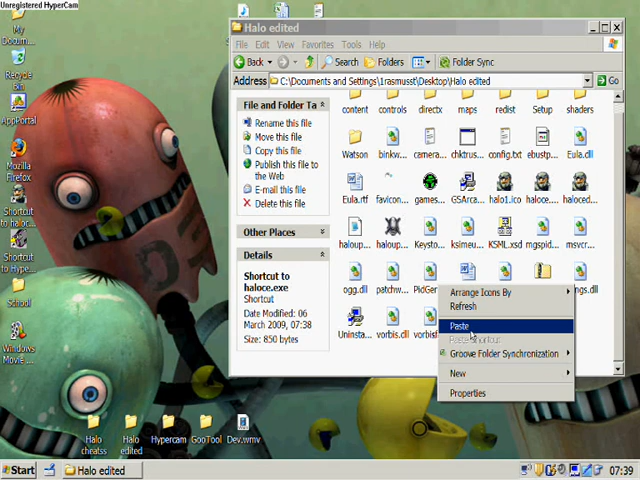 Unregistered HyperCam
My
Docum...
Recycle
Bin
AppPortal
Mozilla
Firefox
Shortcut
to haloc...
Shortcut
to Hype...
School
Windows
Movie ...
Halo
cheatss
Halo
edited
Hypercam
GooTool
Dev.wmv
Halo edited
File Edit View Favorites Tools Help
Back
Search
Folders
Folder Sync
Address
C:\Documents and Settings\1rasmusst\Desktop\Halo edited
Go
File and Folder Ta
Rename this file
Move this file
Copy this file
Publish this file to
the Web
E-mail this file
Delete this file
Other Places
Details
Shortcut to
haloce.exe
Shortcut
Date Modified: 06
March 2009, 07:38
Size: 850 bytes
content controls directx maps redist Setup shaders
Watson binkw... camera... chktrus... config.txt ebustp... Eula.dll
Eula.rtf favicon... games... GSArca... halo1.ico haloce... haloced...
haloup... haloup... Keysto... ksimeu... KSML.xsd mgspid... msvcr...
ogg.dll patchw... PidGen...
Uninsta... vorbis.dll
Arrange Icons By
Refresh
Paste
Paste Shortcut
Groove Folder Synchronization
New
Properties
Start
Halo edited
07:39